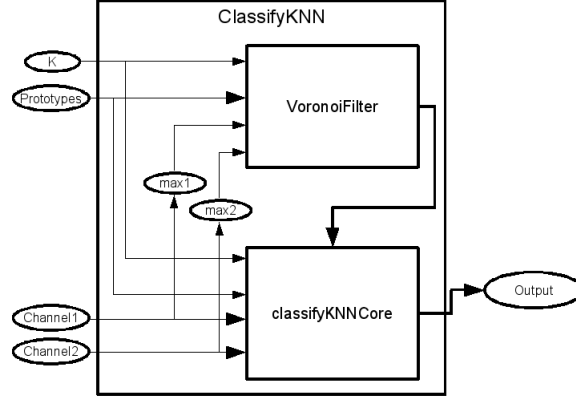 ClassifyKNN
K
Prototypes
VoronoiFilter
max1
max2
Channel1
Channel2
classifyKNNCore
Output